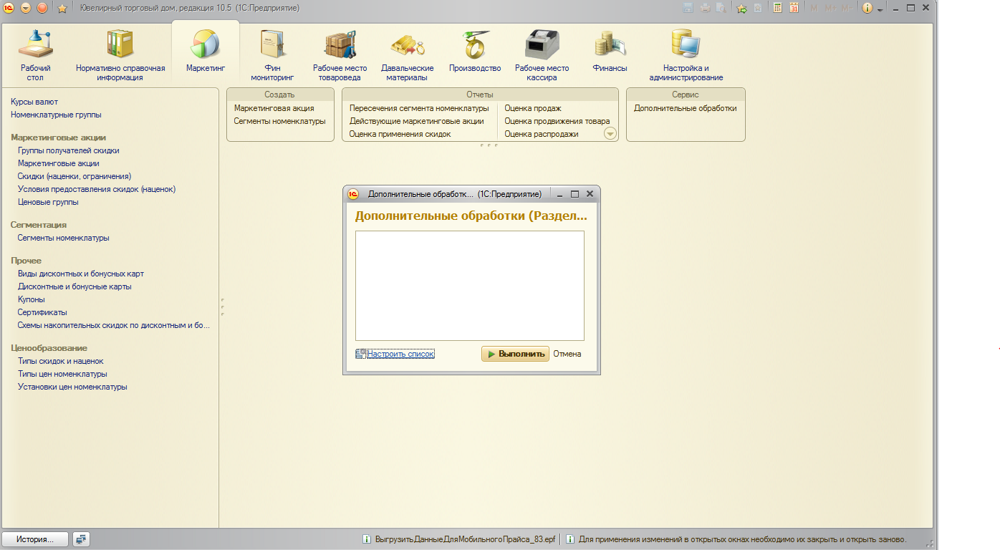 Ювелирный торговый дом, редакция 10.5 (1С:Предприятие)
M M+ M-
Рабочий
стол
Нормативно справочная
информация
Маркетинг
Фин
мониторинг
Рабочее место
товароведа
Давальческие
материалы
Производство
Рабочее место
кассира
Финансы
Настройка и
администрирование
Курсы валют
Номенклатурные группы
Маркетинговые акции
Группы получателей скидки
Маркетинговые акции
Скидки (наценки, ограничения)
Условия предоставления скидок (наценок)
Ценовые группы
Сегментация
Сегменты номенклатуры
Прочее
Виды дисконтных и бонусных карт
Дисконтные и бонусные карты
Купоны
Сертификаты
Схемы накопительных скидок по дисконтным и бо...
Ценообразование
Типы скидок и наценок
Типы цен номенклатуры
Установки цен номенклатуры
Создать
Маркетинговая акция
Сегменты номенклатуры
Отчеты
Пересечения сегмента номенклатуры
Действующие маркетинговые акции
Оценка применения скидок
Оценка продаж
Оценка продвижения товара
Оценка распродажи
Сервис
Дополнительные обработки
Дополнительные обработк... (1С:Предприятие)
Дополнительные обработки (Раздел...
Настроить список
Выполнить
Отмена
История...
ВыгрузитьДанныеДляМобильногоПрайса_83.epf
Для применения изменений в открытых окнах необходимо их закрыть и открыть заново.